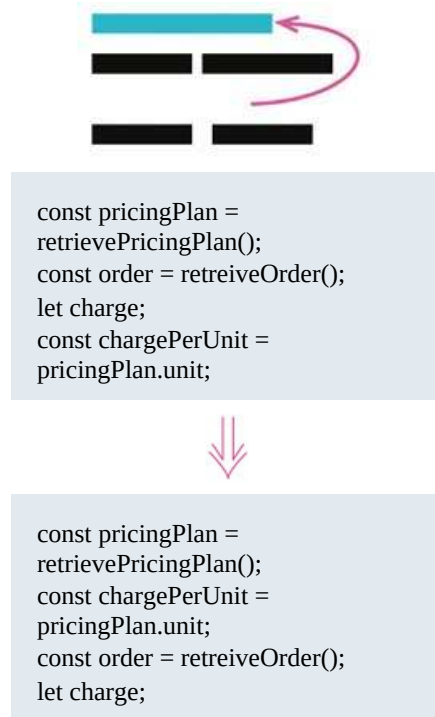 const pricingPlan =
retrievePricingPlan();
const order = retreiveOrder();
let charge;
const chargePerUnit =
pricingPlan.unit;
const pricingPlan =
retrievePricingPlan();
const chargePerUnit =
pricingPlan.unit;
const order = retreiveOrder();
let charge;